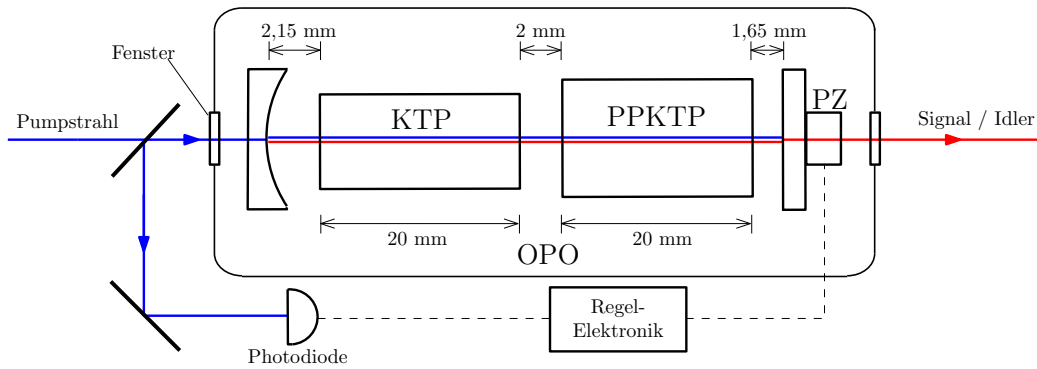 2,15 mm
2 mm
1,65 mm
Fenster
KTP
PPKTP
PZ
Pumpstrahl
Signal / Idler
20 mm
20 mm
OPO
Regel-
Elektronik
Photodiode